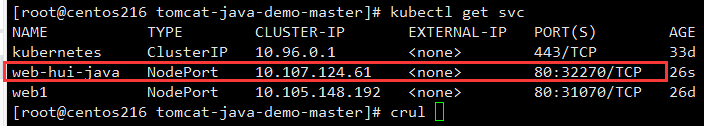 [root@centos216 tomcat-java-demo-master]# kubectl get svc
NAME TYPE CLUSTER-IP EXTERNAL-IP PORT(S) AGE
kubernetes ClusterIP 10.96.0.1 <none> 443/TCP 33d
web-hui-java NodePort 10.107.124.61 <none> 80:32270/TCP 26s
web1 NodePort 10.105.148.192 <none> 80:31070/TCP 26d
[root@centos216 tomcat-java-demo-master]# crul